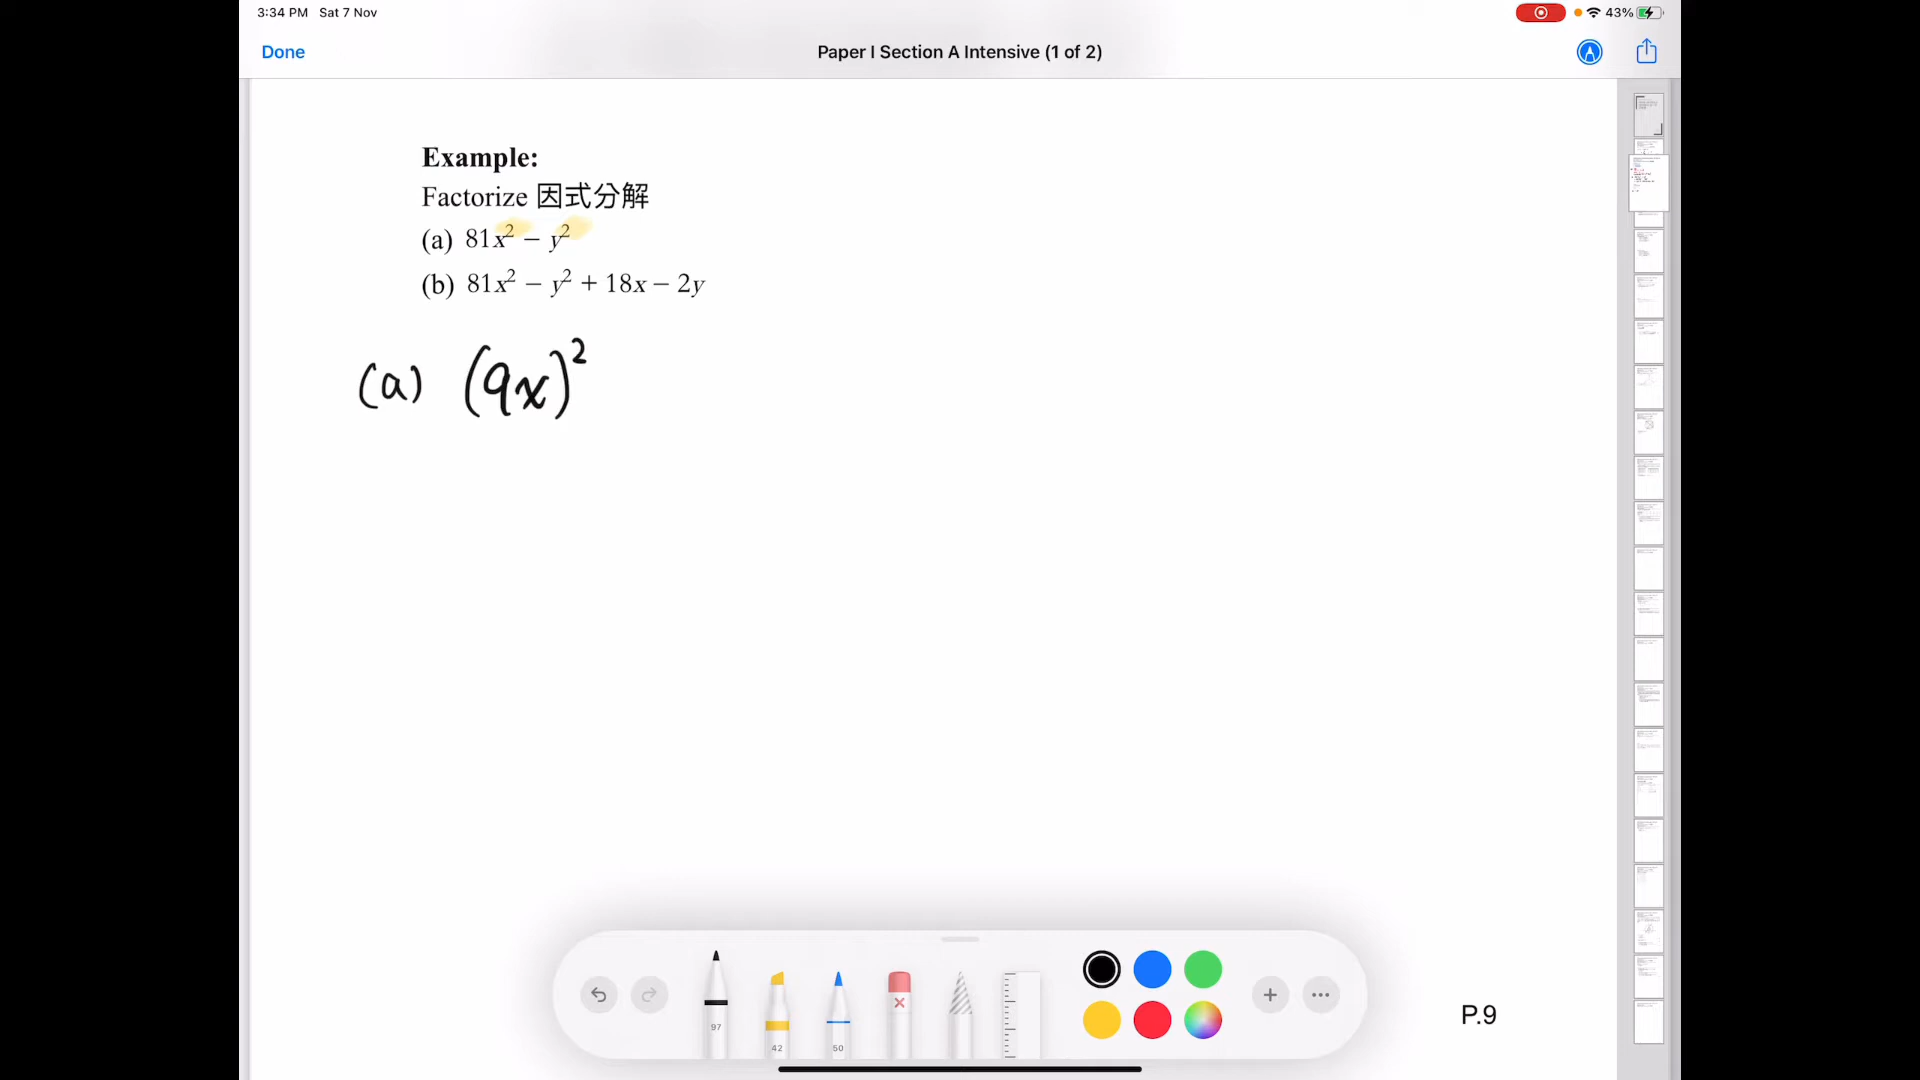 3:34 PM Sat 7 Nov
43%
Done
Paper I Section A Intensive (1 of 2)
Example:
Factorize 因式分解
(a) 81x² − y²
(b) 81x² − y² + 18x − 2y
(a) (9x)²
97
42
50
P.9